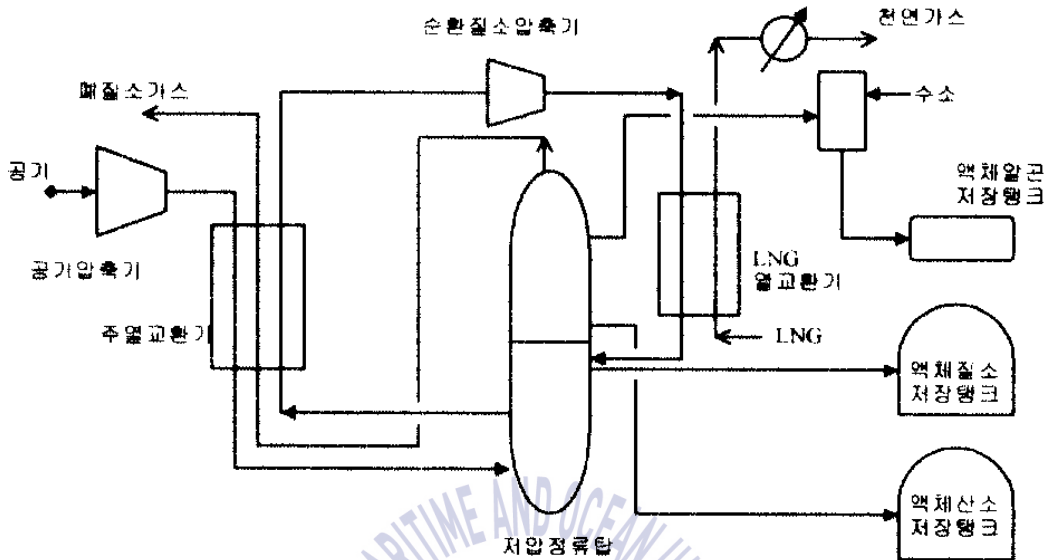 순환질소압축기
천연가스
폐질소가스
수소
공기
액체알곤
저장탱크
공기압축기
LNG
열교환기
주열교환기
LNG
액체질소
저장탱크
액체산소
저장탱크
저압정류탑
MARITIME AND OCEAN